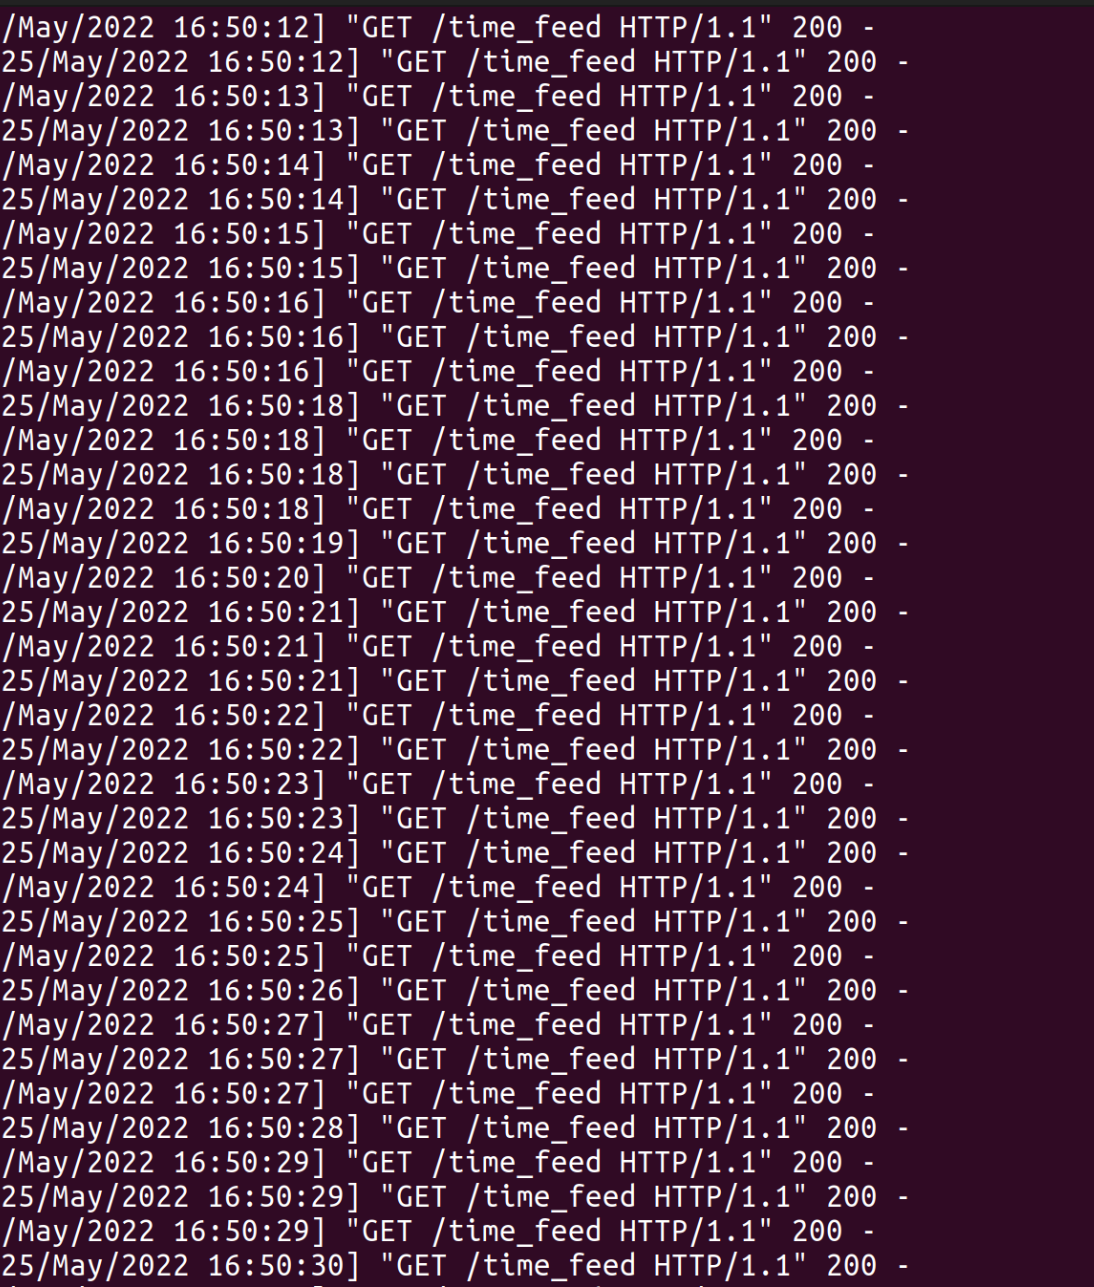 /May/2022 16:50:12] "GET /time_feed HTTP/1.1" 200 -
25/May/2022 16:50:12] "GET /time_feed HTTP/1.1" 200 -
/May/2022 16:50:13] "GET /time_feed HTTP/1.1" 200 -
25/May/2022 16:50:13] "GET /time_feed HTTP/1.1" 200 -
/May/2022 16:50:14] "GET /time_feed HTTP/1.1" 200 -
25/May/2022 16:50:14] "GET /time_feed HTTP/1.1" 200 -
/May/2022 16:50:15] "GET /time_feed HTTP/1.1" 200 -
25/May/2022 16:50:15] "GET /time_feed HTTP/1.1" 200 -
/May/2022 16:50:16] "GET /time_feed HTTP/1.1" 200 -
25/May/2022 16:50:16] "GET /time_feed HTTP/1.1" 200 -
/May/2022 16:50:16] "GET /time_feed HTTP/1.1" 200 -
25/May/2022 16:50:18] "GET /time_feed HTTP/1.1" 200 -
/May/2022 16:50:18] "GET /time_feed HTTP/1.1" 200 -
25/May/2022 16:50:18] "GET /time_feed HTTP/1.1" 200 -
/May/2022 16:50:18] "GET /time_feed HTTP/1.1" 200 -
25/May/2022 16:50:19] "GET /time_feed HTTP/1.1" 200 -
/May/2022 16:50:20] "GET /time_feed HTTP/1.1" 200 -
25/May/2022 16:50:21] "GET /time_feed HTTP/1.1" 200 -
/May/2022 16:50:21] "GET /time_feed HTTP/1.1" 200 -
25/May/2022 16:50:21] "GET /time_feed HTTP/1.1" 200 -
/May/2022 16:50:22] "GET /time_feed HTTP/1.1" 200 -
25/May/2022 16:50:22] "GET /time_feed HTTP/1.1" 200 -
/May/2022 16:50:23] "GET /time_feed HTTP/1.1" 200 -
25/May/2022 16:50:23] "GET /time_feed HTTP/1.1" 200 -
25/May/2022 16:50:24] "GET /time_feed HTTP/1.1" 200 -
/May/2022 16:50:24] "GET /time_feed HTTP/1.1" 200 -
25/May/2022 16:50:25] "GET /time_feed HTTP/1.1" 200 -
/May/2022 16:50:25] "GET /time_feed HTTP/1.1" 200 -
25/May/2022 16:50:26] "GET /time_feed HTTP/1.1" 200 -
/May/2022 16:50:27] "GET /time_feed HTTP/1.1" 200 -
25/May/2022 16:50:27] "GET /time_feed HTTP/1.1" 200 -
/May/2022 16:50:27] "GET /time_feed HTTP/1.1" 200 -
25/May/2022 16:50:28] "GET /time_feed HTTP/1.1" 200 -
/May/2022 16:50:29] "GET /time_feed HTTP/1.1" 200 -
25/May/2022 16:50:29] "GET /time_feed HTTP/1.1" 200 -
/May/2022 16:50:29] "GET /time_feed HTTP/1.1" 200 -
25/May/2022 16:50:30] "GET /time_feed HTTP/1.1" 200 -